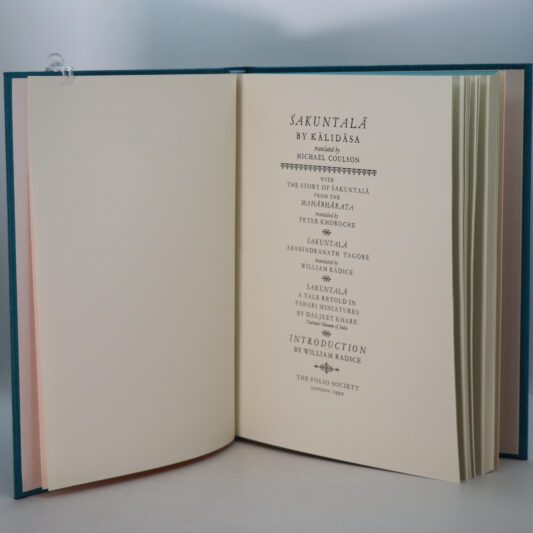 ŚAKUNTALĀ
BY KĀLIDĀSA
translated by
MICHAEL COULSON
WITH
THE STORY OF ŚAKUNTALĀ
FROM THE
MAHĀBHĀRATA
translated by
PETER KHOROCHE
ŚAKUNTALĀ
ABANINDRANATH TAGORE
translated by
WILLIAM RADICE
ŚAKUNTALĀ
A TALE RETOLD IN
PAHARI MINIATURES
BY DALJEET KHARE
National Museum of India
INTRODUCTION
BY WILLIAM RADICE
THE FOLIO SOCIETY
LONDON 1992